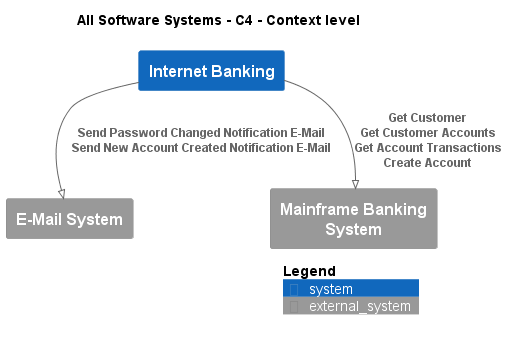 All Software Systems - C4 - Context level
Internet Banking
Send Password Changed Notification E-Mail
Send New Account Created Notification E-Mail
Get Customer
Get Customer Accounts
Get Account Transactions
Create Account
E-Mail System
Mainframe Banking
System
Legend
system
external_system